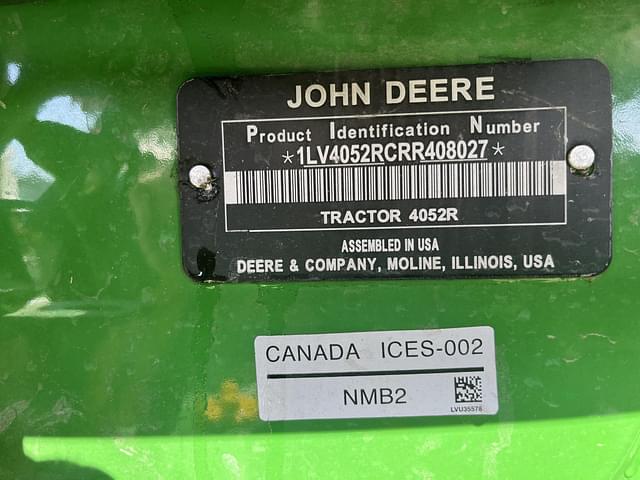 JOHN DEERE
Product Identification Number
*1LV4052RCRR408027*
TRACTOR 4052R
ASSEMBLED IN USA
DEERE & COMPANY, MOLINE, ILLINOIS, USA
CANADA ICES-002
NMB2
LVU35578